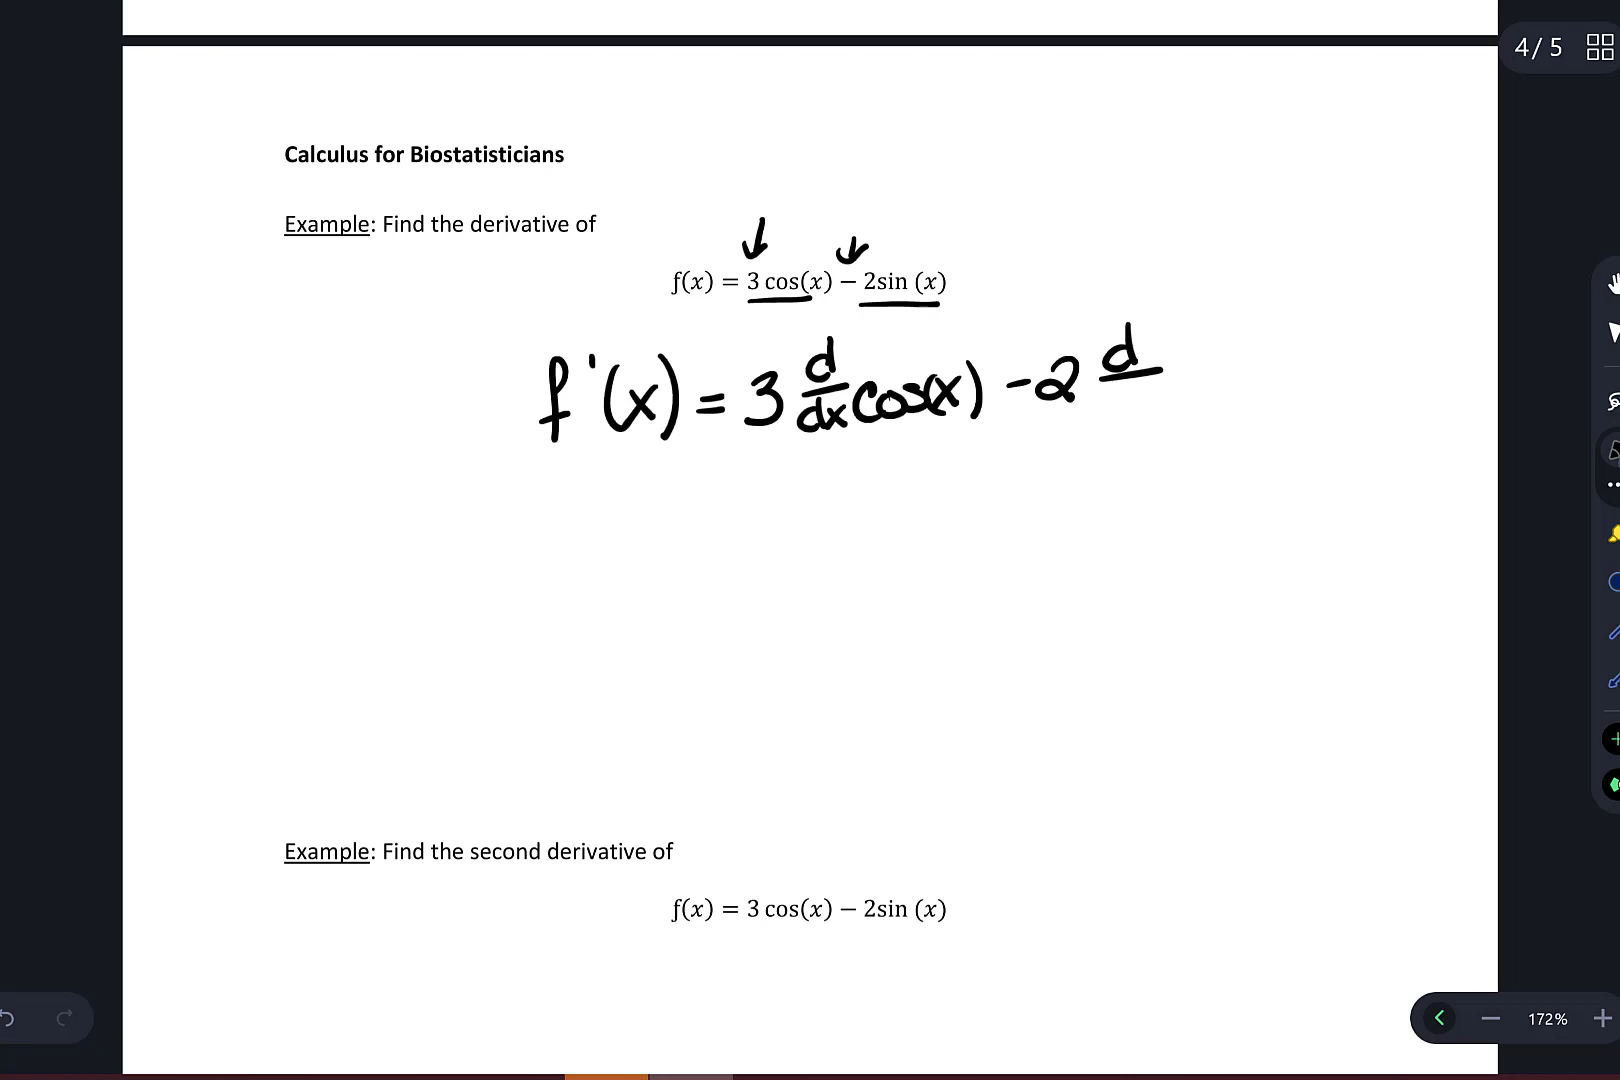 4 / 5
Calculus for Biostatisticians
Example: Find the derivative of
f(x) = 3 cos(x) − 2sin (x)
f'(x) = 3 d/dx cos(x) - 2 d
Example: Find the second derivative of
f(x) = 3 cos(x) − 2sin (x)
172%